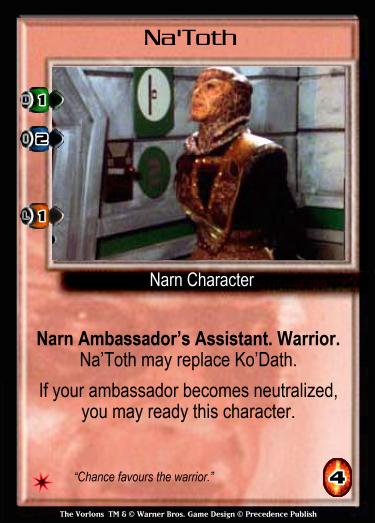 Na'Toth
D 1
I 2
L 1
Narn Character
Narn Ambassador's Assistant. Warrior.
Na'Toth may replace Ko'Dath.
If your ambassador becomes neutralized,
you may ready this character.
"Chance favours the warrior."
4
The Vorlons TM & © Warner Bros. Game Design © Precedence Publish